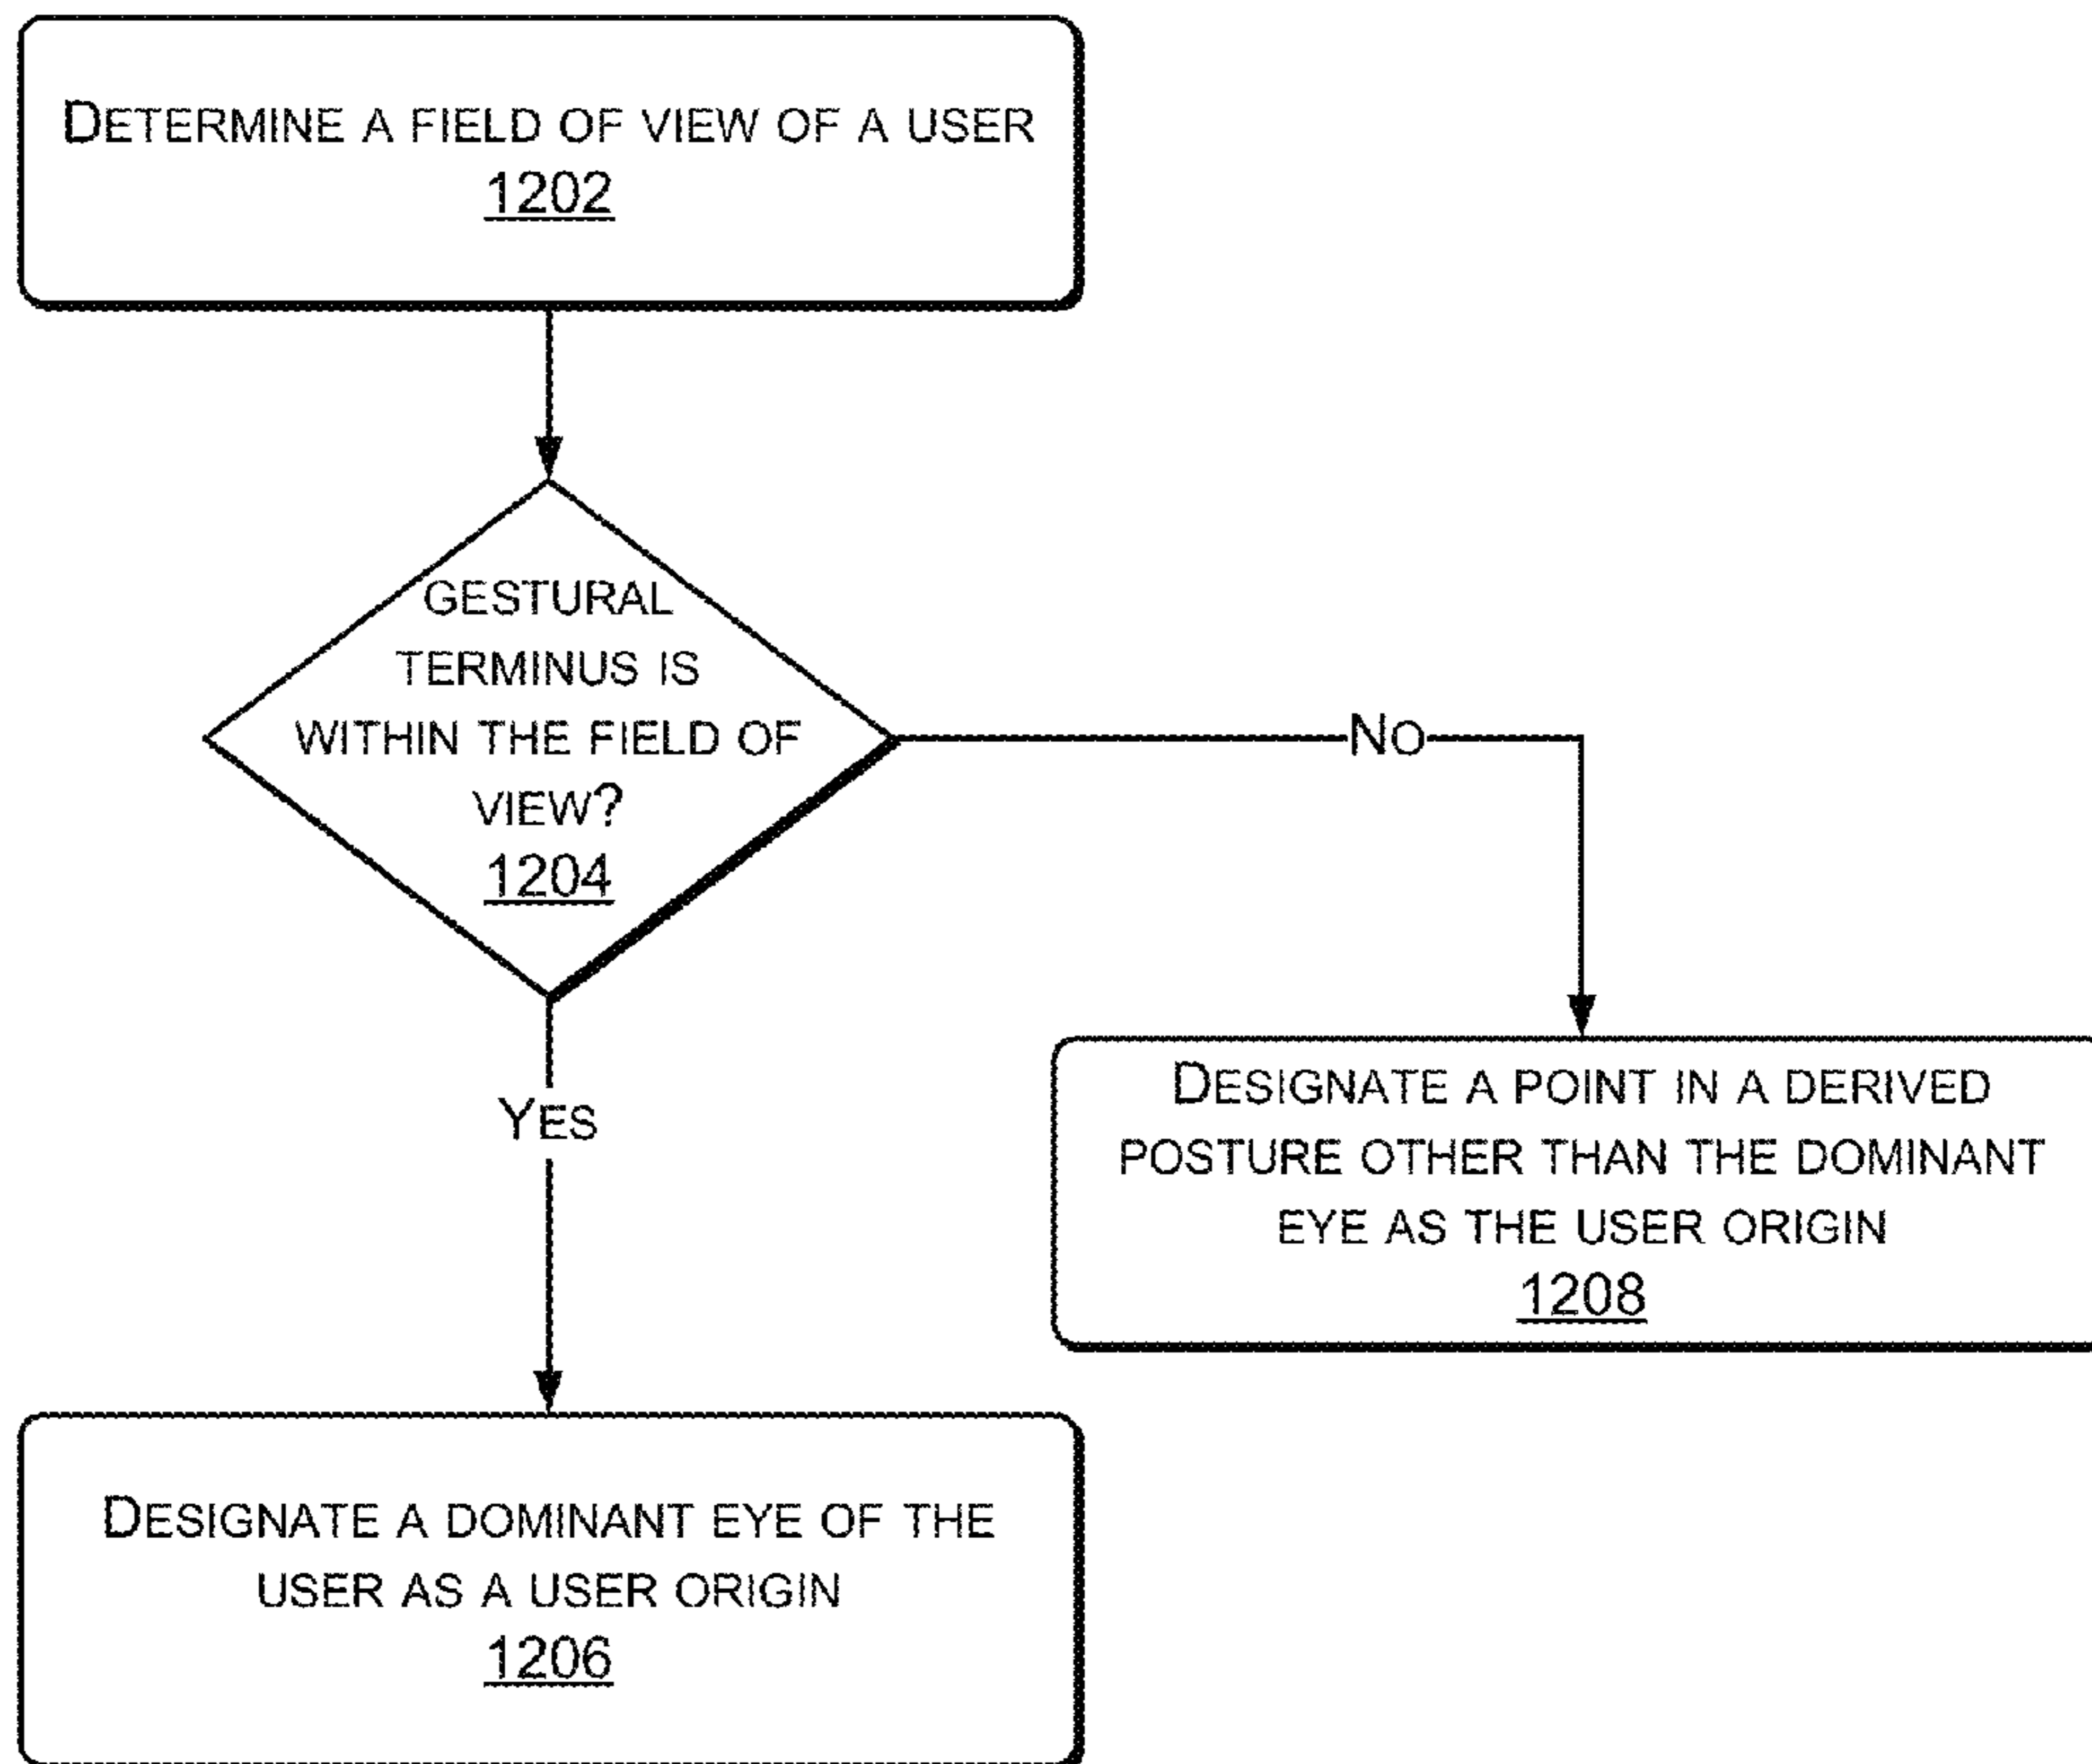 DETERMINE A FIELD OF VIEW OF A USER
1202
GESTURAL
TERMINUS IS
WITHIN THE FIELD OF
VIEW?
1204
NO
YES
DESIGNATE A POINT IN A DERIVED
POSTURE OTHER THAN THE DOMINANT
EYE AS THE USER ORIGIN
1208
DESIGNATE A DOMINANT EYE OF THE
USER AS A USER ORIGIN
1206